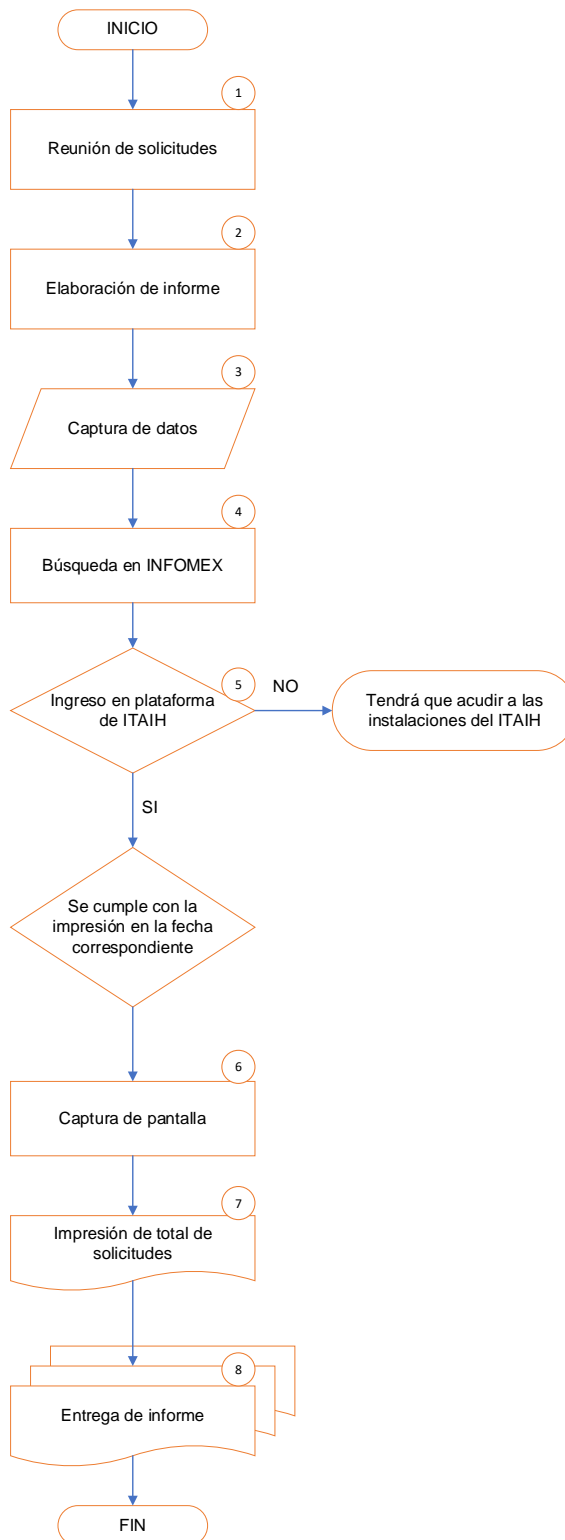 INICIO
1
Reunión de solicitudes
2
Elaboración de informe
3
Captura de datos
4
Búsqueda en INFOMEX
5
Ingreso en plataforma
de ITAIH
NO
Tendrá que acudir a las
instalaciones del ITAIH
SI
Se cumple con la
impresión en la fecha
correspondiente
6
Captura de pantalla
7
Impresión de total de
solicitudes
8
Entrega de informe
FIN